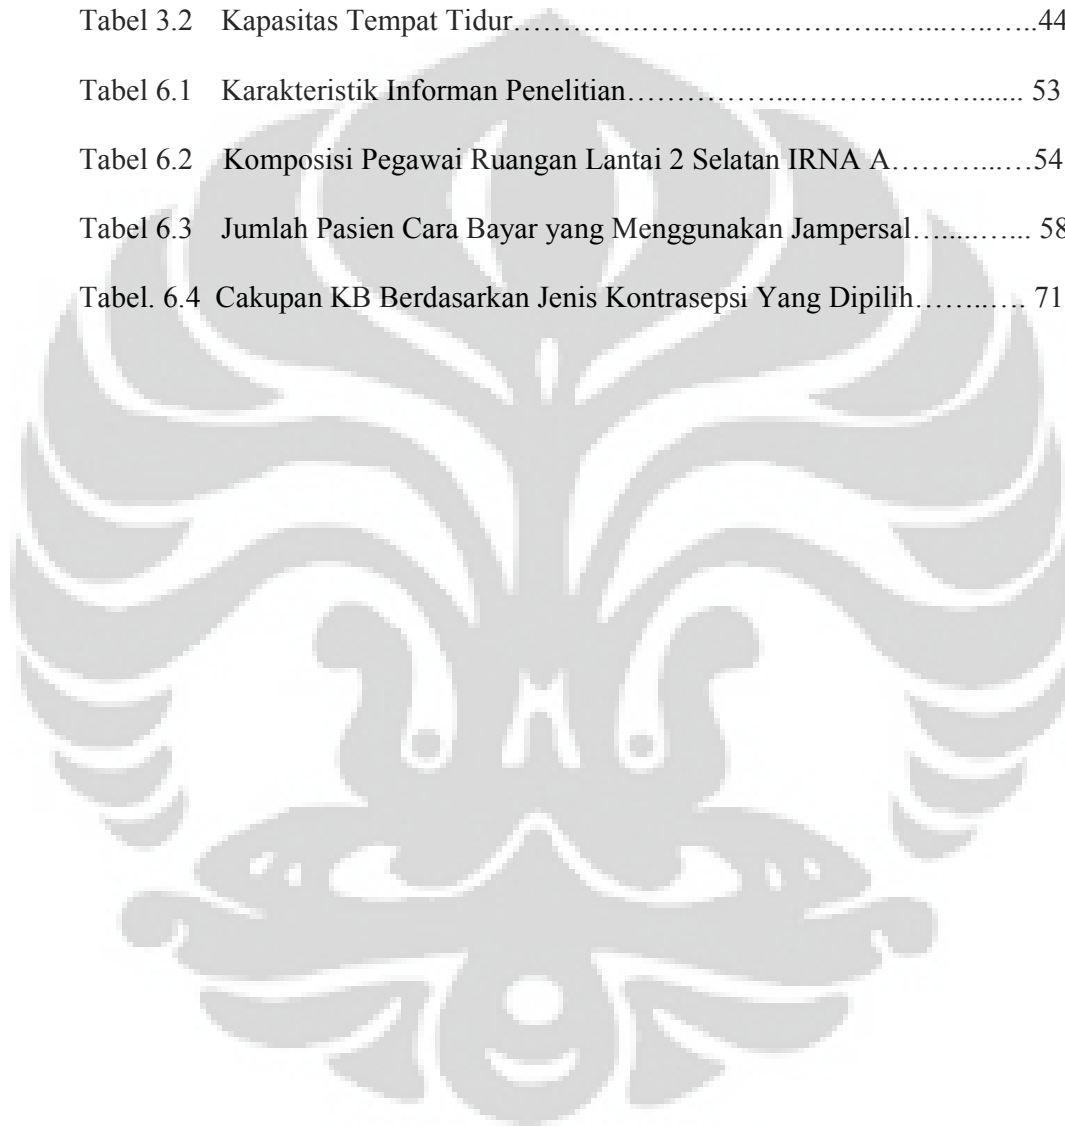 Tabel 3.2 Kapasitas Tempat Tidur……………………...…………...…...…..…..44
Tabel 6.1 Karakteristik Informan Penelitian……………...…………...…....... 53
Tabel 6.2 Komposisi Pegawai Ruangan Lantai 2 Selatan IRNA A………...….54
Tabel 6.3 Jumlah Pasien Cara Bayar yang Menggunakan Jampersal….....…... 58
Tabel. 6.4 Cakupan KB Berdasarkan Jenis Kontrasepsi Yang Dipilih……..…. 71